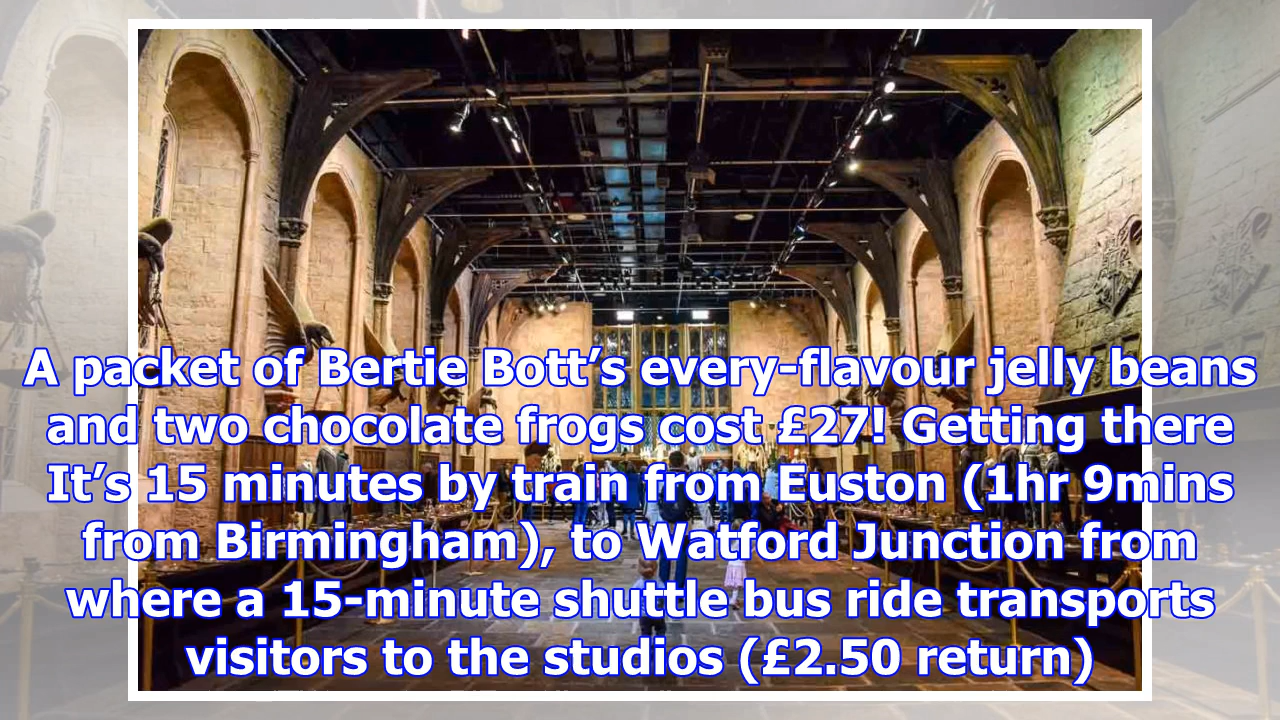 A packet of Bertie Bott’s every-flavour jelly beans
and two chocolate frogs cost £27! Getting there
It’s 15 minutes by train from Euston (1hr 9mins
from Birmingham), to Watford Junction from
where a 15-minute shuttle bus ride transports
visitors to the studios (£2.50 return)